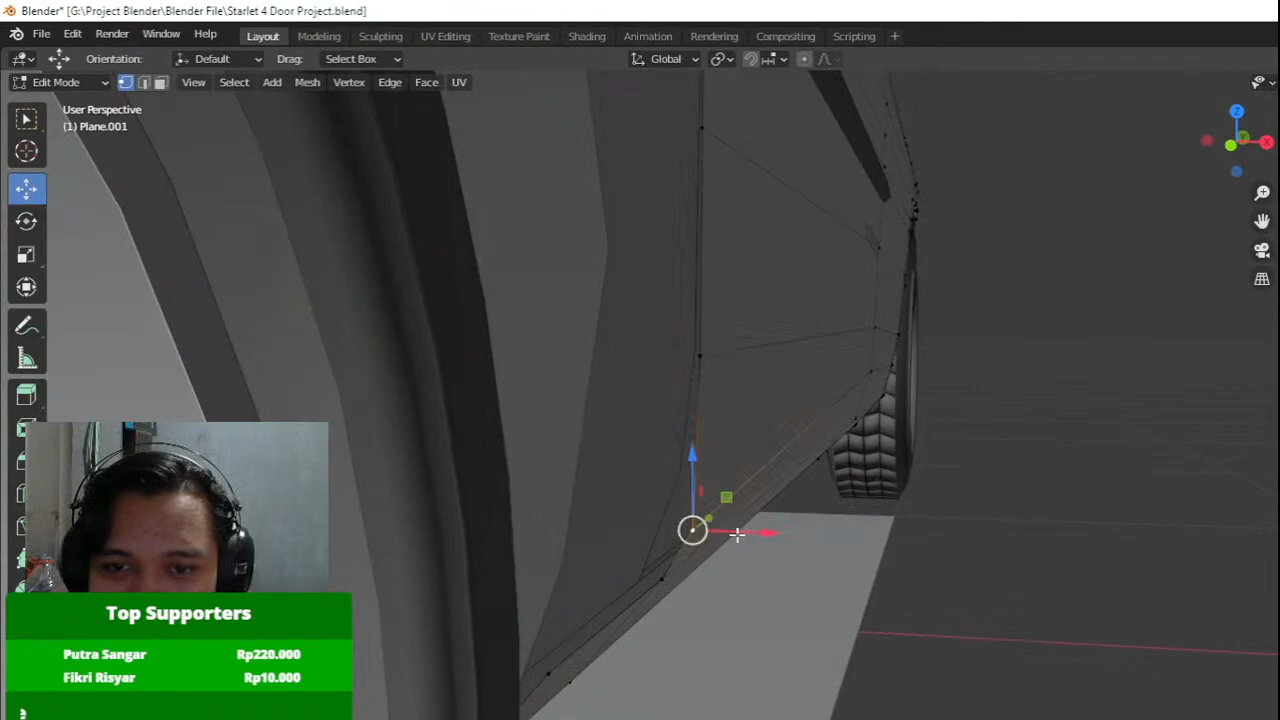 Blender* [G:\Project Blender\Blender File\Starlet 4 Door Project.blend]
File Edit Render Window Help Layout Modeling Sculpting UV Editing Texture Paint Shading Animation Rendering Compositing Scripting +
Orientation: Default Drag: Select Box Global
Edit Mode View Select Add Mesh Vertex Edge Face UV
User Perspective
(1) Plane.001
Z
Y
X
Top Supporters
Putra Sangar Rp220.000
Fikri Risyar Rp10.000